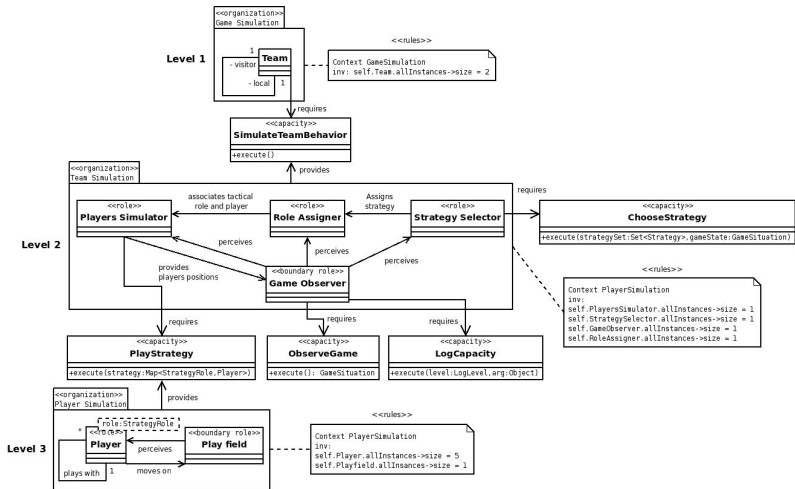 <<organization>>
Game Simulation
Level 1
1
Team
- visitor
- local
1
<<rules>>
Context GameSimulation
inv: self.Team.allInstances->size = 2
requires
<<capacity>>
SimulateTeamBehavior
+execute()
provides
<<organization>>
Team Simulation
Level 2
<<role>>
Players Simulator
associates tactical
role and player
<<role>>
Role Assigner
Assigns
strategy
<<role>>
Strategy Selector
requires
<<capacity>>
ChooseStrategy
+execute(strategySet:Set<Strategy>,gameState:GameSituation)
perceives
perceives
perceives
provides
players positions
<<boundary role>>
Game Observer
<<rules>>
Context PlayerSimulation
inv:
self.PlayersSimulator.allInstances->size = 1
self.StrategySelector.allInstances->size = 1
self.GameObserver.allInstances->size = 1
self.RoleAssigner.allInstances->size = 1
requires
requires
requires
<<capacity>>
PlayStrategy
+execute(strategy:Map<StrategyRole,Player>)
<<capacity>>
ObserveGame
+execute(): GameSituation
<<capacity>>
LogCapacity
+execute(level:LogLevel,arg:Object)
provides
<<organization>>
Player Simulation
Level 3
role:StrategyRole
*
<<role>>
Player
plays with
1
perceives
moves on
<<boundary role>>
Play field
<<rules>>
Context PlayerSimulation
inv:
self.Player.allInstances->size = 5
self.Playfield.allInsances->size = 1